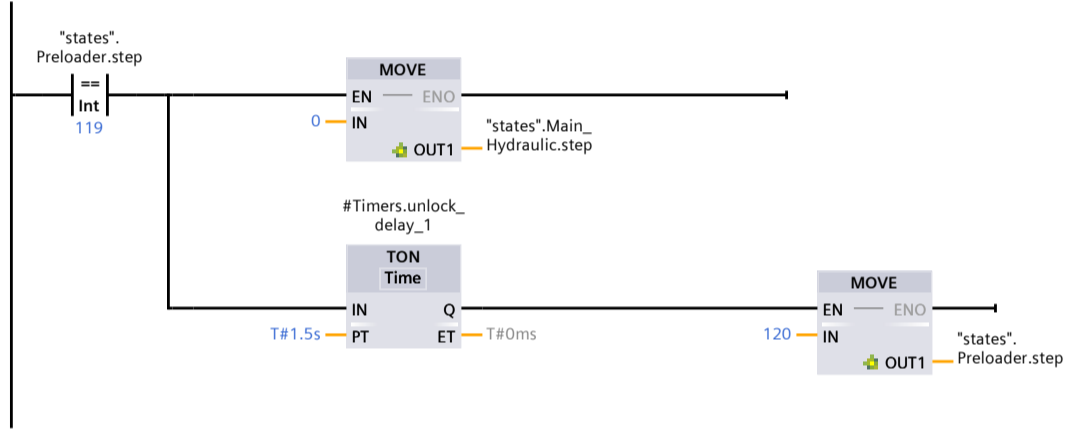 "states".
Preloader.step
==
Int
119
MOVE
EN
ENO
0
IN
OUT1
"states".Main_
Hydraulic.step
#Timers.unlock_
delay_1
TON
Time
IN
Q
T#1.5s
PT
ET
T#0ms
MOVE
EN
ENO
120
IN
OUT1
"states".
Preloader.step